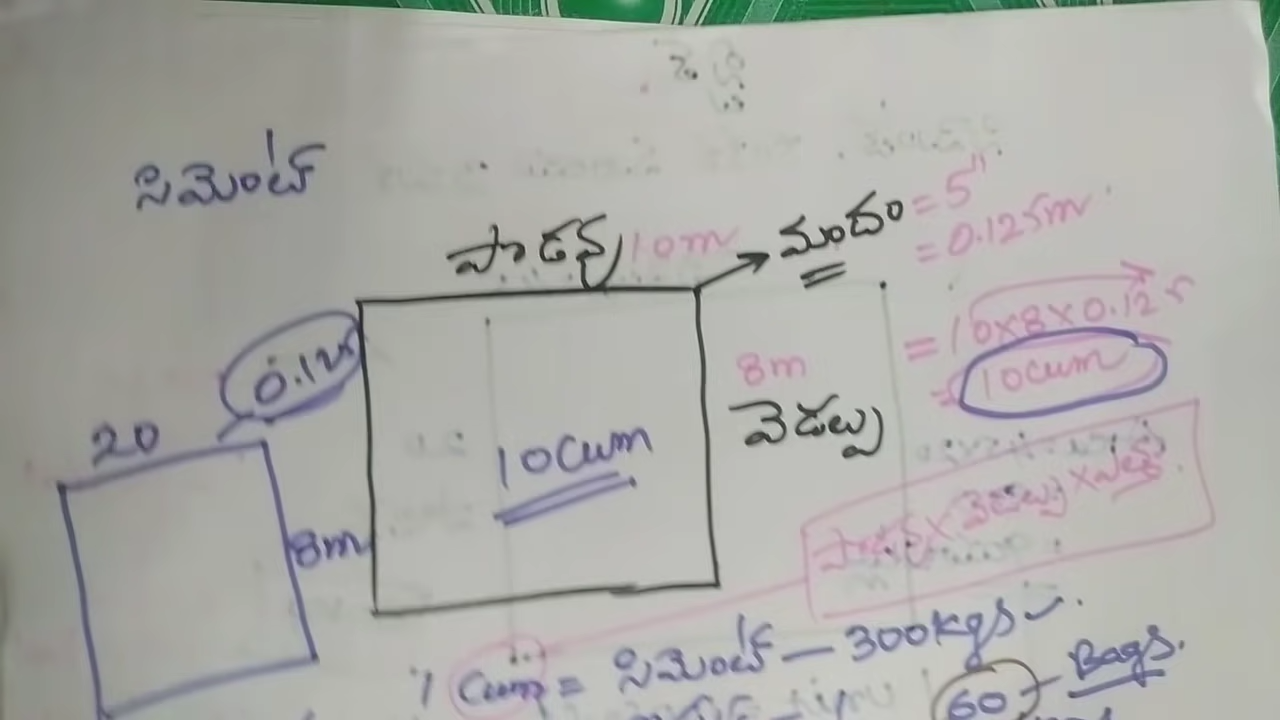 సిమెంట్
పొడవు 10m
మందం = 5"
= 0.125m
= 10x8x0.125
= 10cum
0.125
8m
వెడల్పు
10cum
20
8m
పొడవు x వెడల్పు x
1 Cum = సిమెంట్ - 300kgs
60 - Bags.